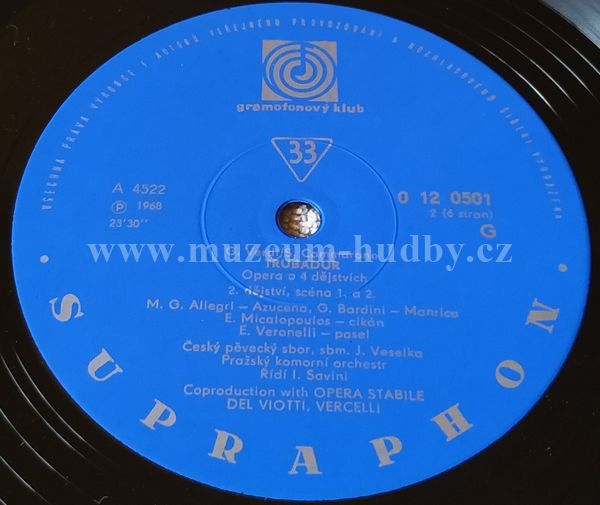 VŠECHNA PRÁVA VÝROBCE I AUTORŮ VEŘEJNÉHO PROVOZOVÁNÍ A ROZHLASOVÉHO ŠÍŘENÍ VYHRAZENA.
gramofonový klub
33
A 4522
Ⓟ 1968
23'30"
0 12 0501
2 (6 stran)
G
www.muzeum-hudby.cz
TRUBADÚR
Opera o 4 dějstvích
2. dějství, scéna 1. a 2.
M. G. Allegri – Azucena, G. Bardini – Manrico
E. Micalopoulos – cikán
E. Veronelli – posel
Český pěvecký sbor, sbm. J. Veselka
Pražský komorní orchestr
Řídí I. Savini
Coproduction with OPERA STABILE
DEL VIOTTI, VERCELLI
• SUPRAPHON •